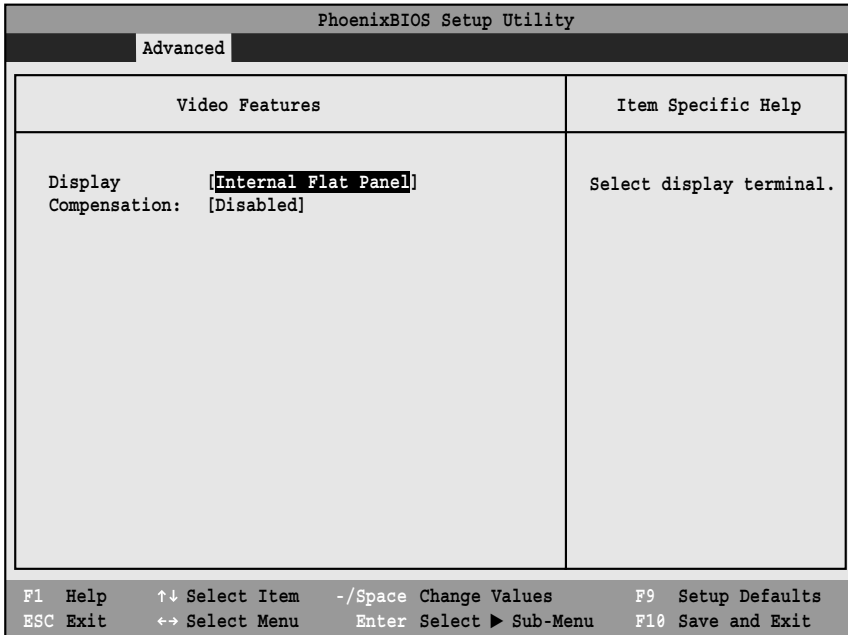 PhoenixBIOS Setup Utility
Advanced
Video Features
Item Specific Help
Display [Internal Flat Panel]
Compensation: [Disabled]
Select display terminal.
F1 Help ↑↓ Select Item -/Space Change Values F9 Setup Defaults
ESC Exit ←→ Select Menu Enter Select ▶ Sub-Menu F10 Save and Exit